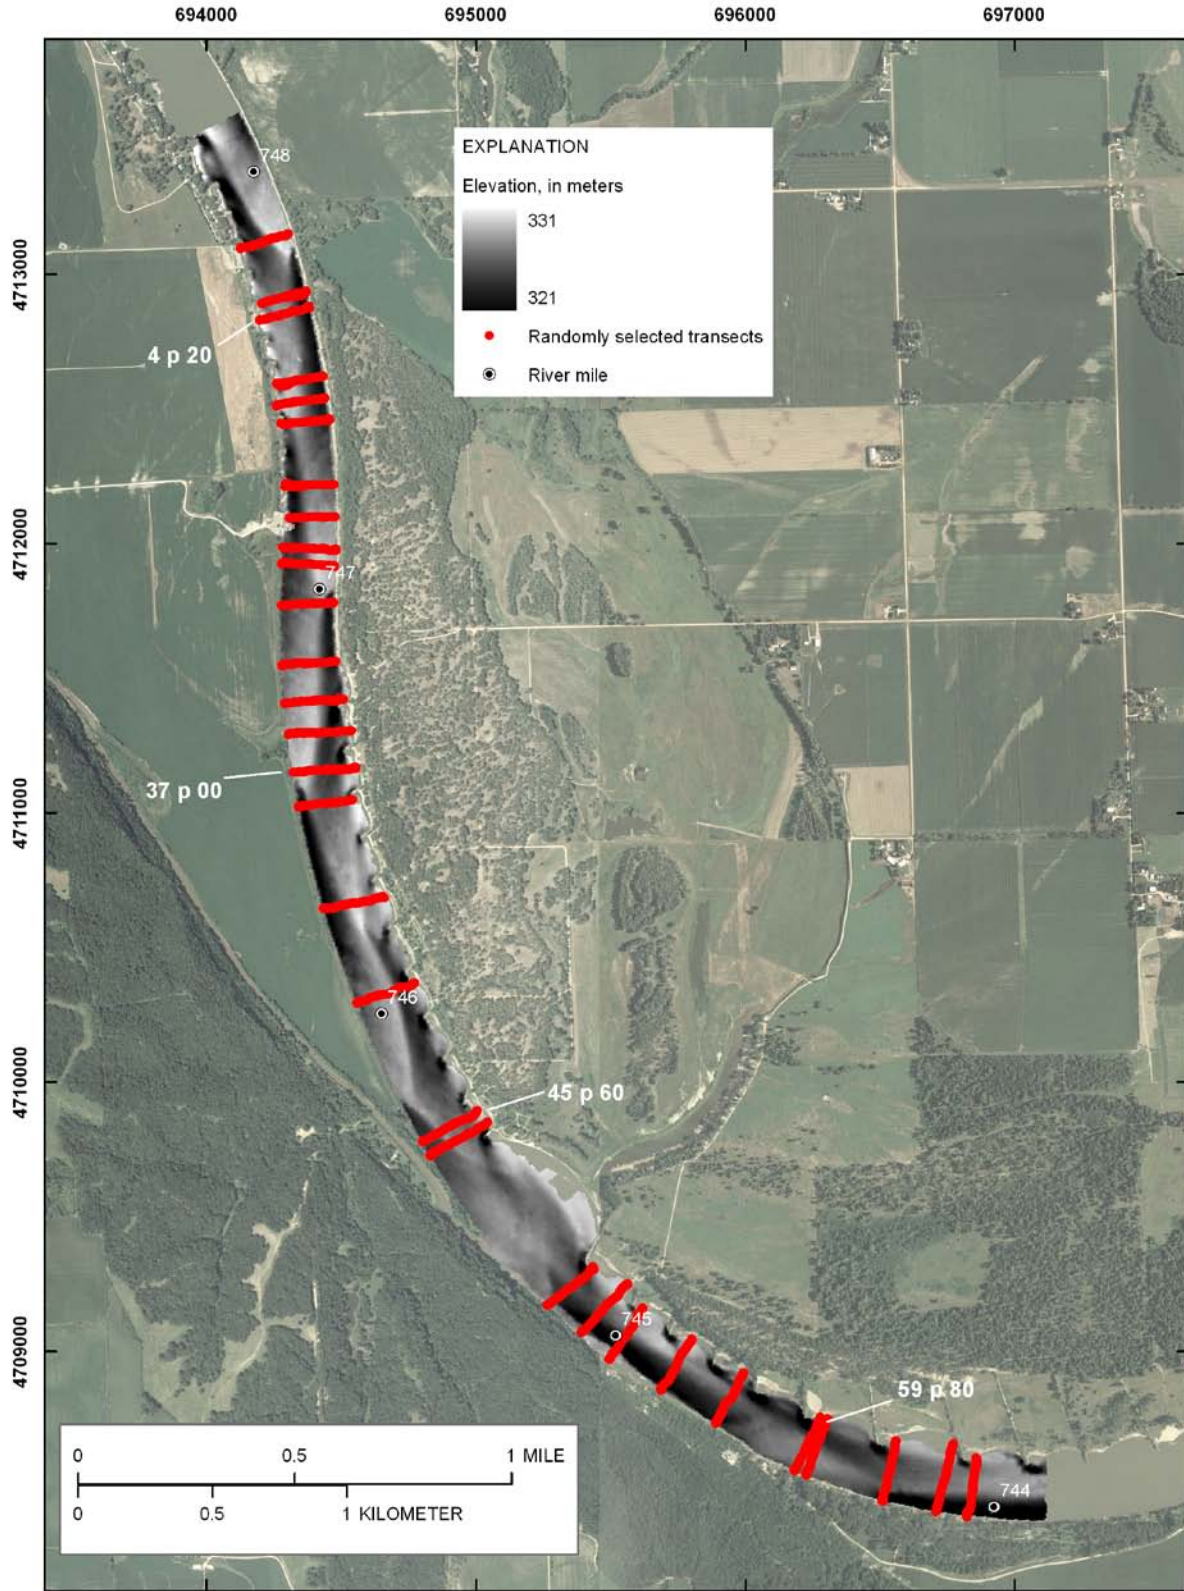 694000 695000 696000 697000
748
EXPLANATION
Elevation, in meters
331
321
Randomly selected transects
River mile
4713000
4 p 20
4712000
747
37 p 00
4711000
746
4710000
45 p 60
745
4709000
59 p 80
744
0 0.5 1 MILE
0 0.5 1 KILOMETER